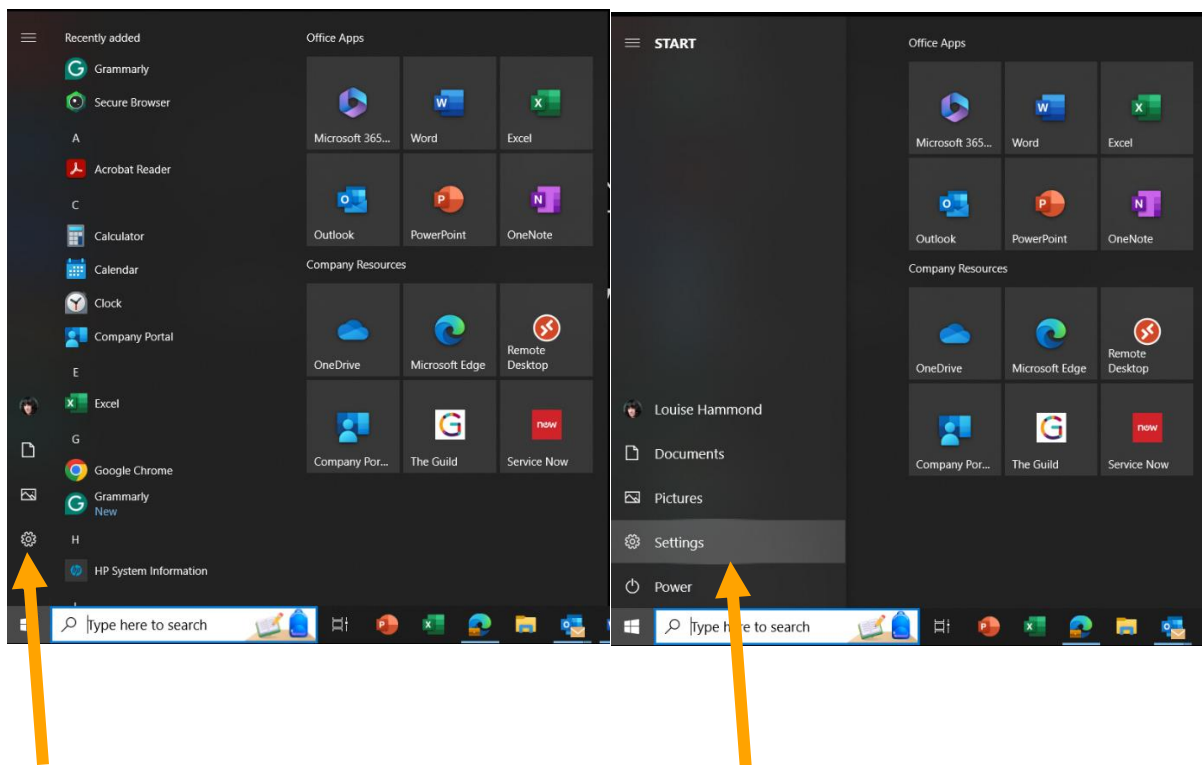 Recently added
Grammarly
Secure Browser
A
Acrobat Reader
C
Calculator
Calendar
Clock
Company Portal
E
Excel
G
Google Chrome
Grammarly
New
H
HP System Information
Type here to search
Office Apps
Microsoft 365...
Word
Excel
Outlook
PowerPoint
OneNote
Company Resources
OneDrive
Microsoft Edge
Remote
Desktop
Company Por...
The Guild
Service Now
START
Louise Hammond
Documents
Pictures
Settings
Power
Type here to search
Office Apps
Microsoft 365...
Word
Excel
Outlook
PowerPoint
OneNote
Company Resources
OneDrive
Microsoft Edge
Remote
Desktop
Company Por...
The Guild
Service Now